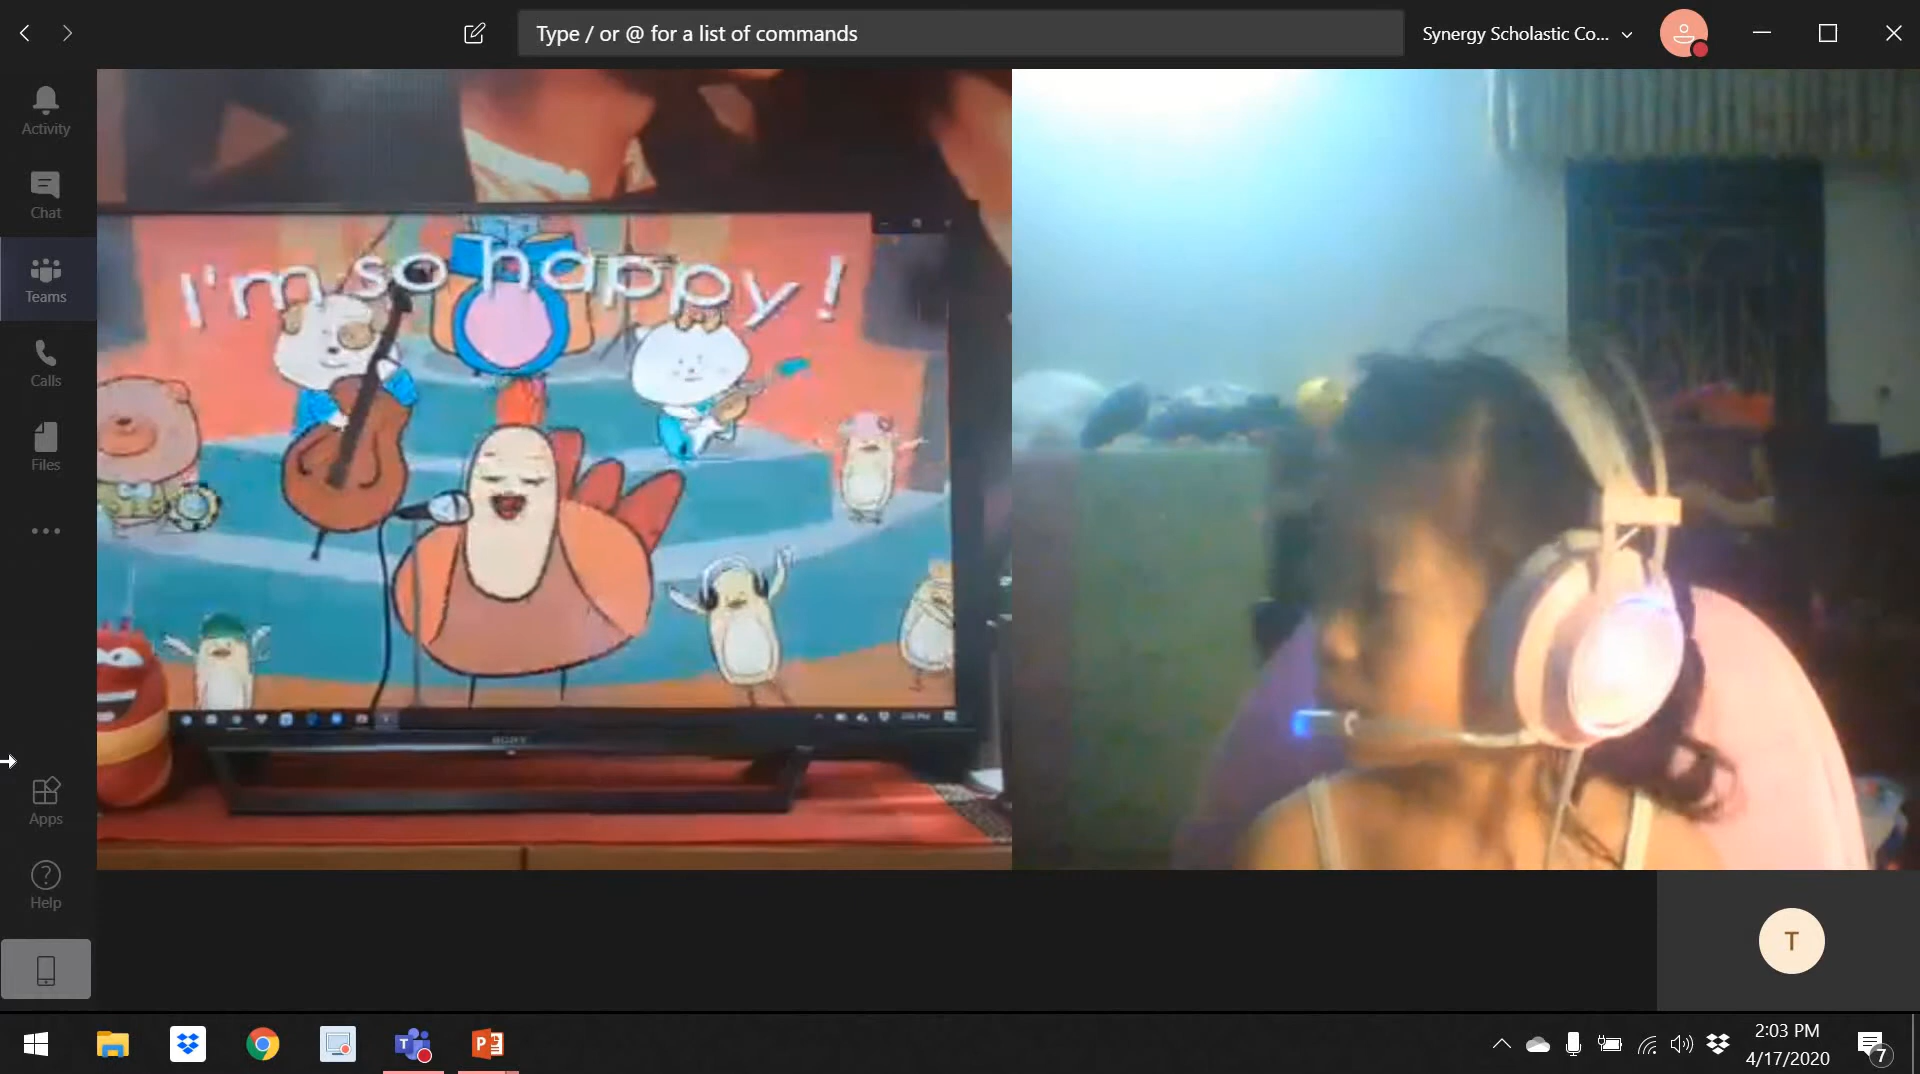 Type / or @ for a list of commands
Synergy Scholastic Co...
Activity
Chat
Teams
Calls
Files
Apps
Help
I'm so happy!
SONY
T
2:03 PM
4/17/2020
7